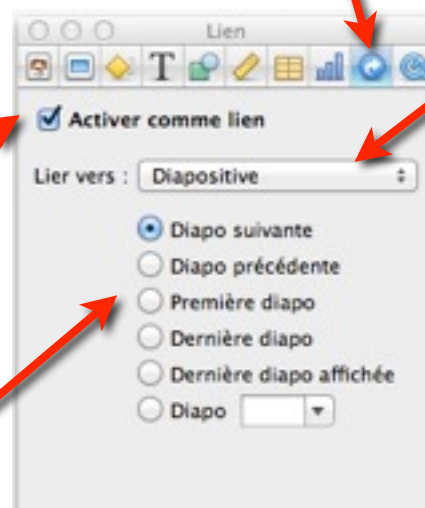 Lien
T
Activer comme lien
Lier vers : Diapositive
Diapo suivante
Diapo précédente
Première diapo
Dernière diapo
Dernière diapo affichée
Diapo